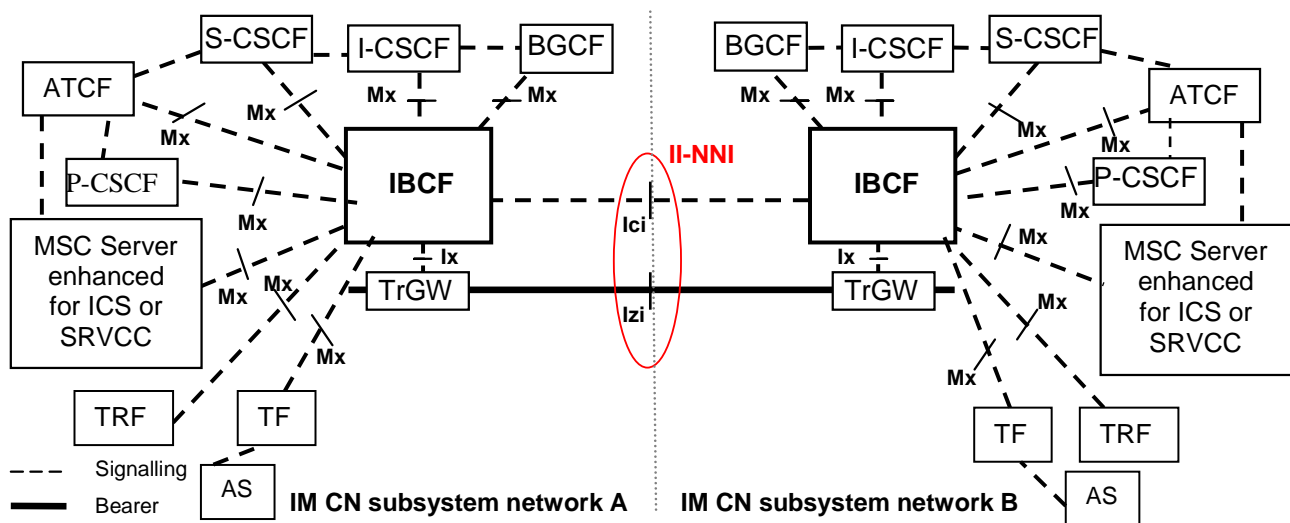 S-CSCF
I-CSCF
BGCF
BGCF
I-CSCF
S-CSCF
ATCF
ATCF
Mx
Mx
Mx
Mx
Mx
Mx
Mx
Mx
II-NNI
P-CSCF
IBCF
IBCF
P-CSCF
Mx
Mx
Ici
MSC Server
enhanced
for ICS or
SRVCC
Mx
Mx
Mx
Ix
Ix
Mx
Mx
MSC Server
enhanced
for ICS or
SRVCC
TrGW
TrGW
Izi
Mx
Mx
TRF
TF
TF
TRF
Signalling
AS
AS
Bearer
IM CN subsystem network A
IM CN subsystem network B